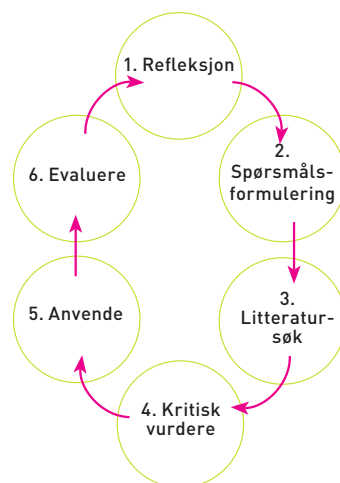 1. Refleksjon
2.
Spørsmåls-
formulering
3.
Litteratur-
søk
4. Kritisk
vurdere
5. Anvende
6. Evaluere